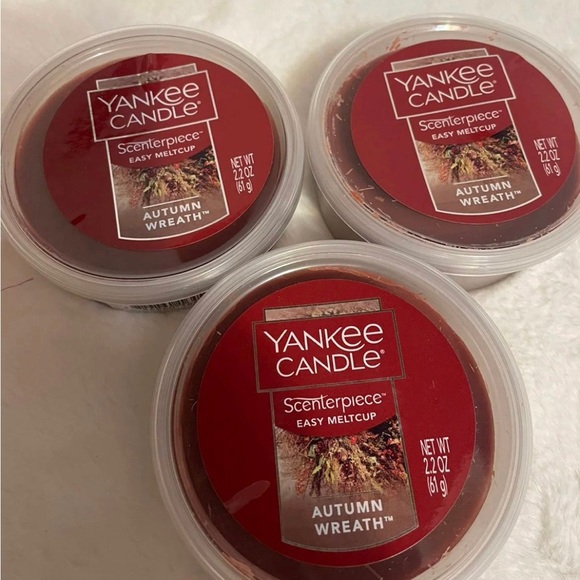 YANKEE
CANDLE®
Scenterpiece™
EASY MELTCUP
NET WT
2.2 OZ
(61 g)
AUTUMN
WREATH™
YANKEE
CANDLE®
Scenterpiece™
EASY MELTCUP
NET WT
2.2 OZ
(61 g)
AUTUMN
WREATH™
YANKEE
CANDLE®
Scenterpiece™
EASY MELTCUP
NET WT
2.2 OZ
(61 g)
AUTUMN
WREATH™